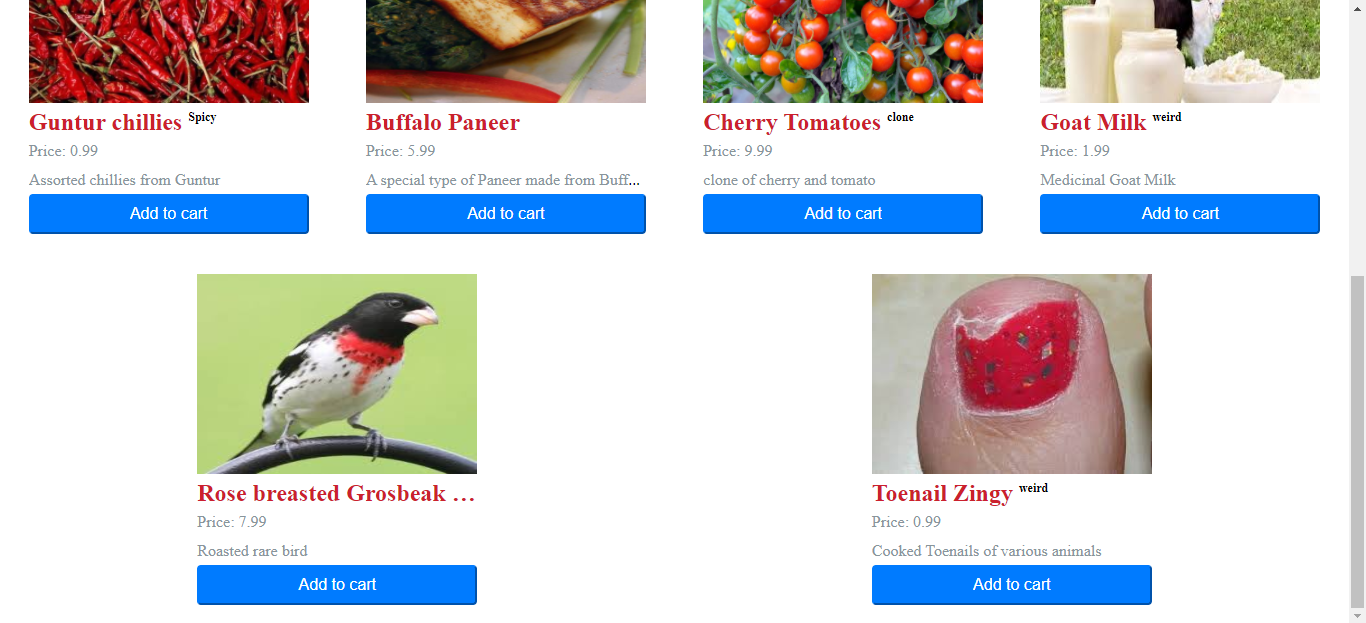 Guntur chillies Spicy
Price: 0.99
Assorted chillies from Guntur
Add to cart
Buffalo Paneer
Price: 5.99
A special type of Paneer made from Buff...
Add to cart
Cherry Tomatoes clone
Price: 9.99
clone of cherry and tomato
Add to cart
Goat Milk weird
Price: 1.99
Medicinal Goat Milk
Add to cart
Rose breasted Grosbeak ...
Price: 7.99
Roasted rare bird
Add to cart
Toenail Zingy weird
Price: 0.99
Cooked Toenails of various animals
Add to cart